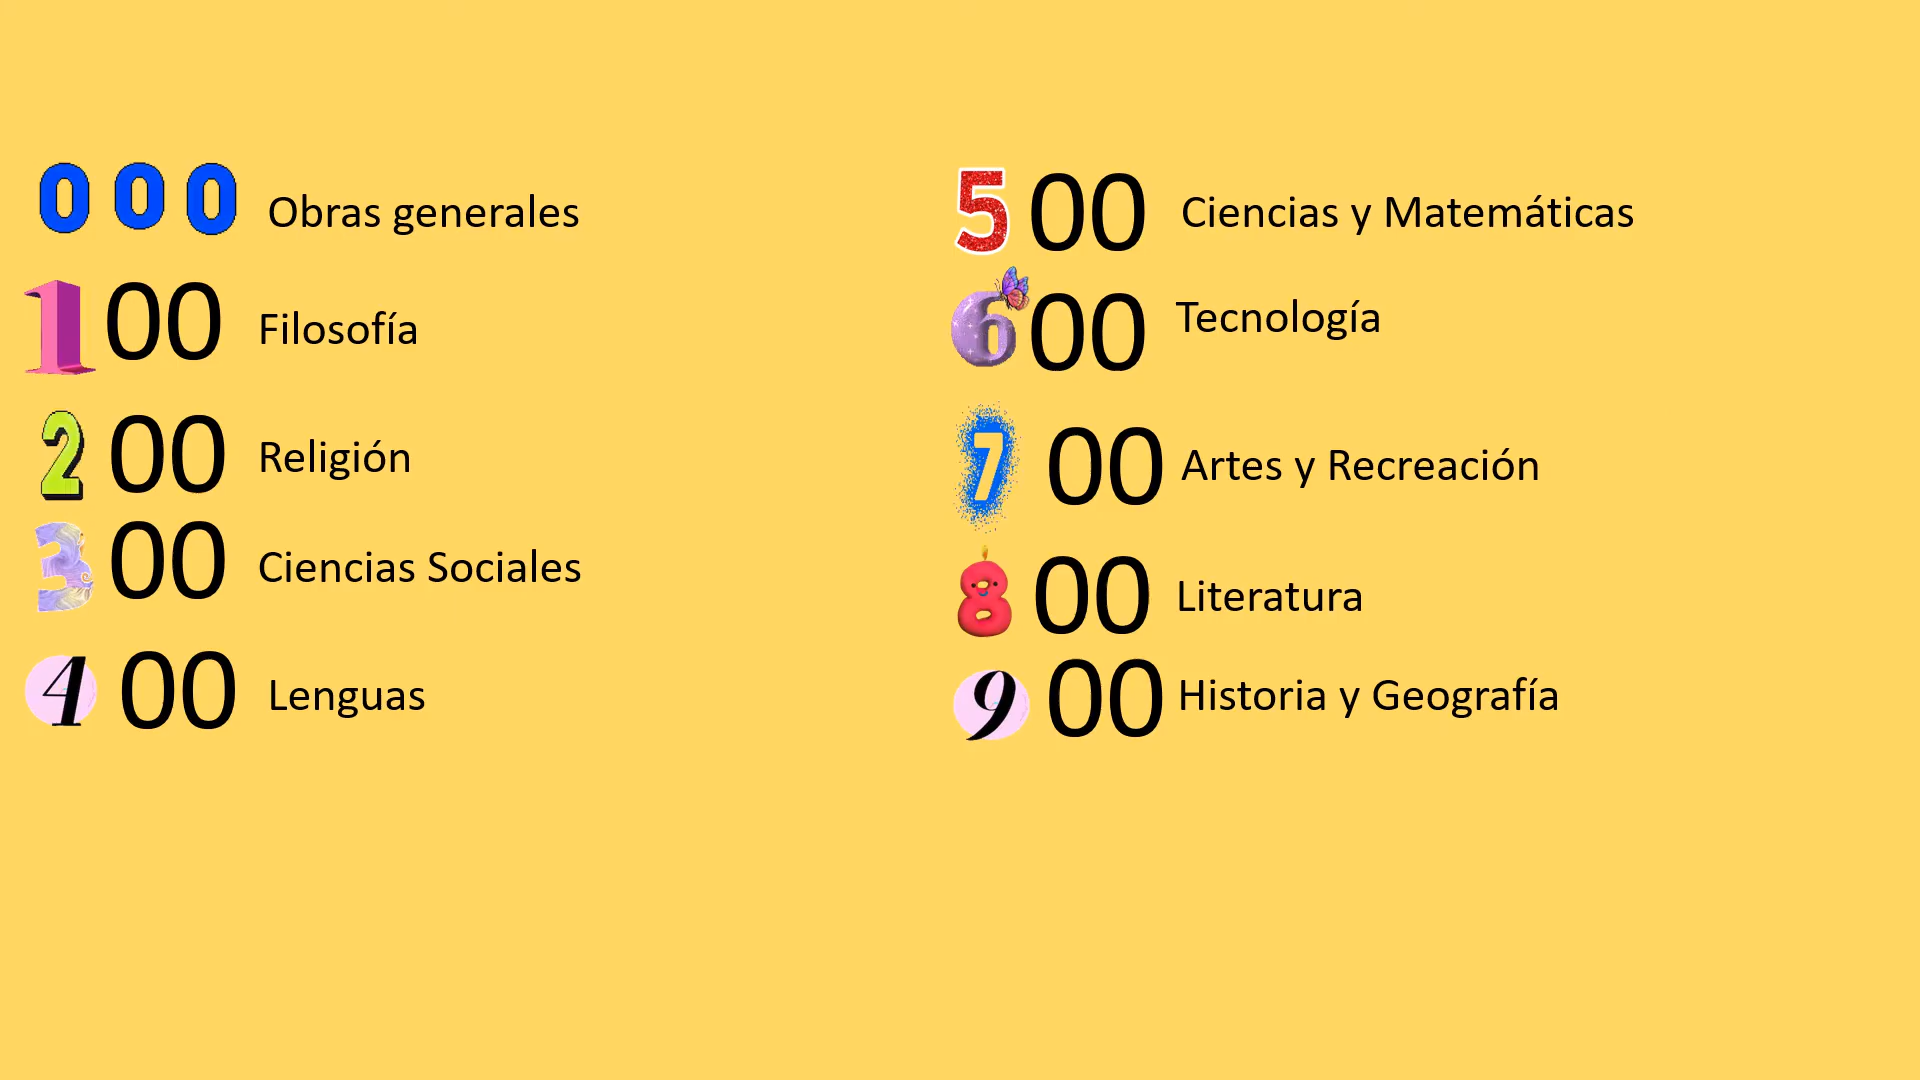 000 Obras generales
100 Filosofía
200 Religión
300 Ciencias Sociales
400 Lenguas
500 Ciencias y Matemáticas
600 Tecnología
700 Artes y Recreación
800 Literatura
900 Historia y Geografía